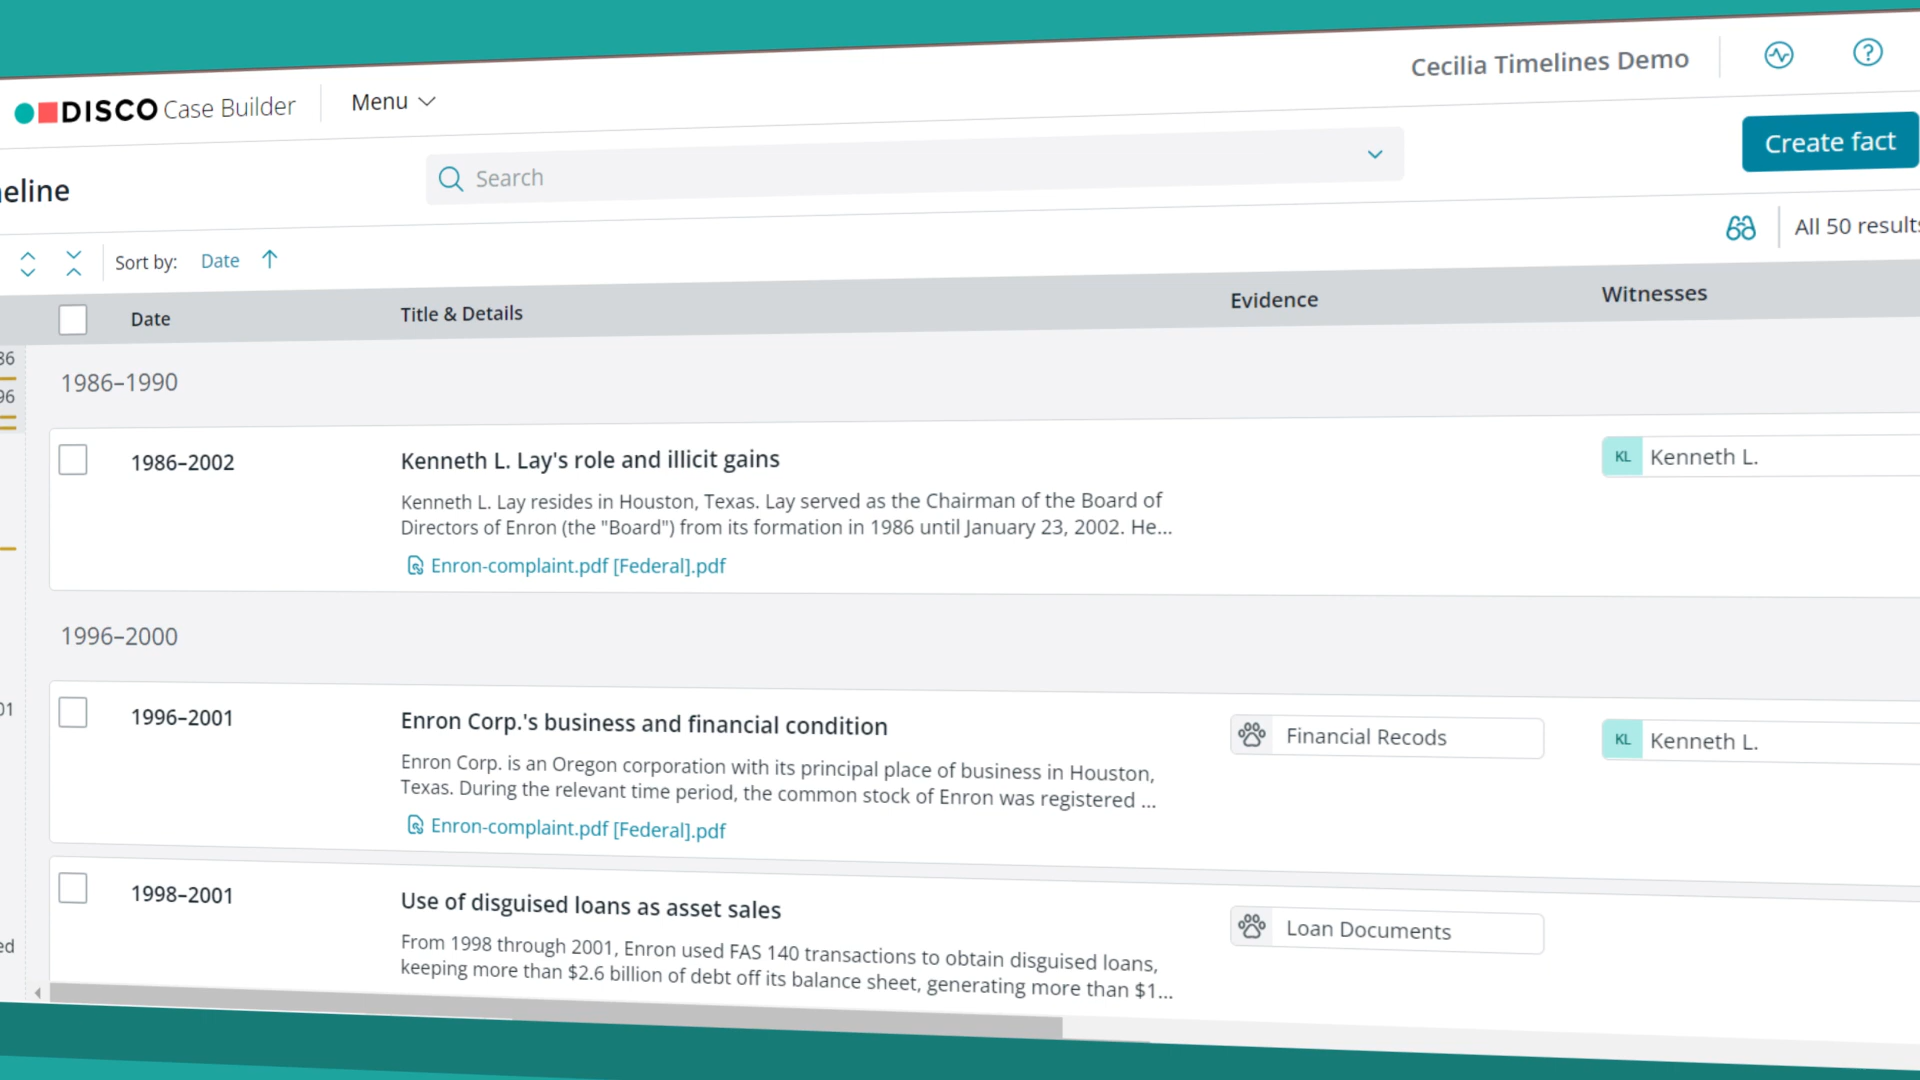 DISCO Case Builder
Menu
Cecilia Timelines Demo
eline
Search
Create fact
Sort by: Date
All 50 results
Date
Title & Details
Evidence
Witnesses
86
96
01
ed
1986–1990
1986–2002
Kenneth L. Lay's role and illicit gains
Kenneth L. Lay resides in Houston, Texas. Lay served as the Chairman of the Board of
Directors of Enron (the "Board") from its formation in 1986 until January 23, 2002. He...
Enron-complaint.pdf [Federal].pdf
KL Kenneth L.
1996–2000
1996–2001
Enron Corp.'s business and financial condition
Enron Corp. is an Oregon corporation with its principal place of business in Houston,
Texas. During the relevant time period, the common stock of Enron was registered ...
Enron-complaint.pdf [Federal].pdf
Financial Recods
KL Kenneth L.
1998–2001
Use of disguised loans as asset sales
From 1998 through 2001, Enron used FAS 140 transactions to obtain disguised loans,
keeping more than $2.6 billion of debt off its balance sheet, generating more than $1...
Loan Documents